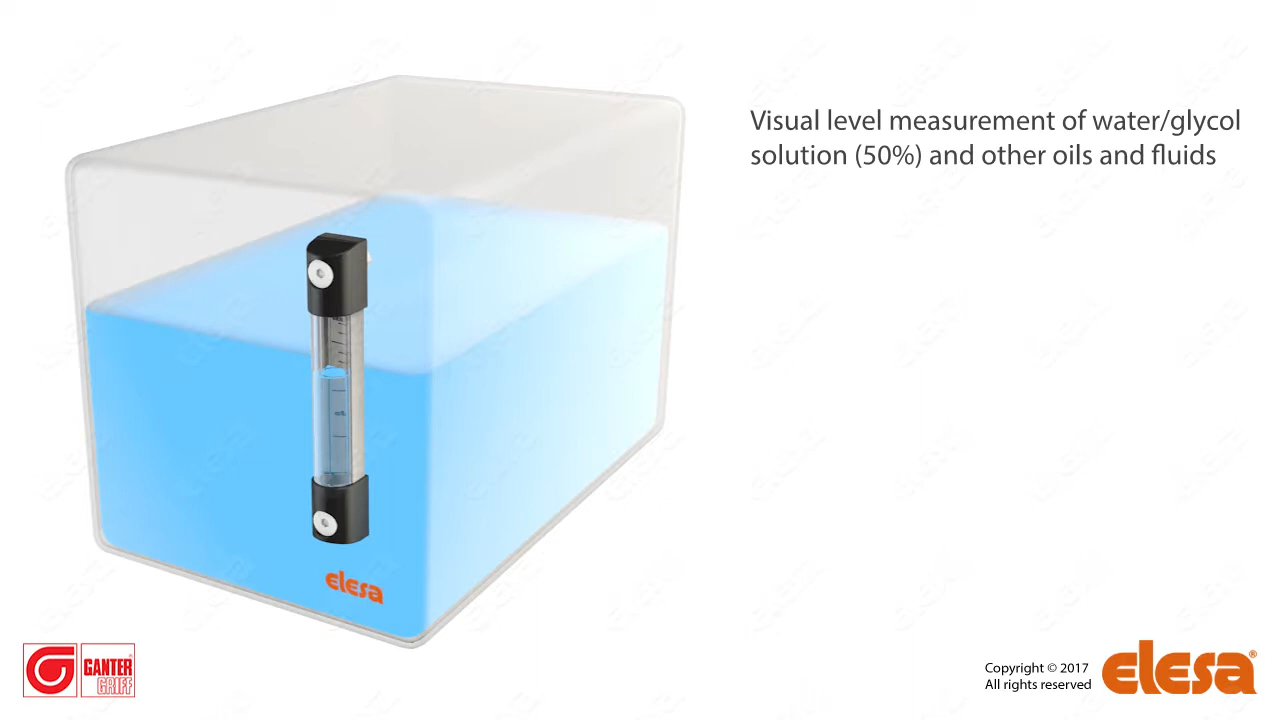 Visual level measurement of water/glycol
solution (50%) and other oils and fluids
elesa
GANTER
GRIFF
®
Copyright © 2017
All rights reserved
elesa®